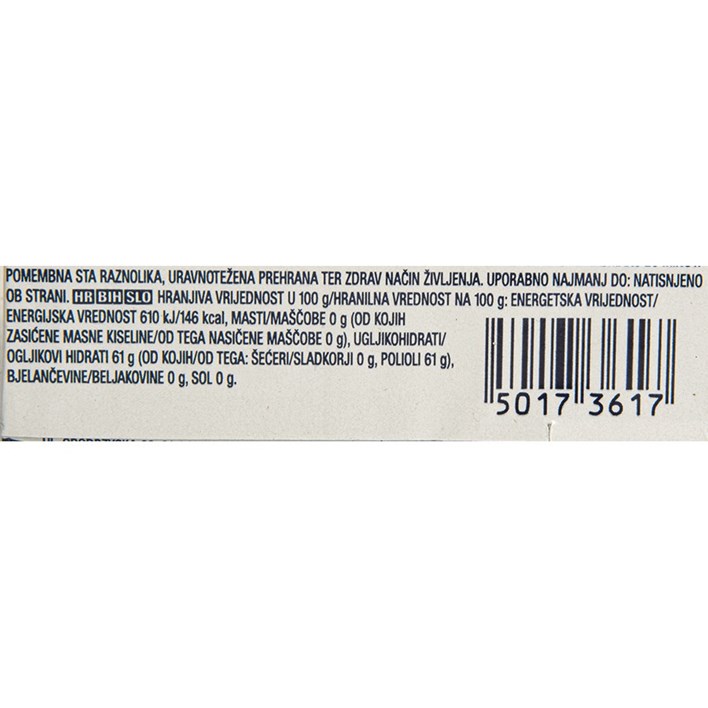 POMEMBNA STA RAZNOLIKA, URAVNOTEŽENA PREHRANA TER ZDRAV NAČIN ŽIVLJENJA. UPORABNO NAJMANJ DO: NATISNJENO
OB STRANI. HR BIH SLO HRANJIVA VRIJEDNOST U 100 g/HRANILNA VREDNOST NA 100 g: ENERGETSKA VRIJEDNOST/
ENERGIJSKA VREDNOST 610 kJ/146 kcal, MASTI/MAŠČOBE 0 g (OD KOJIH
ZASIĆENE MASNE KISELINE/OD TEGA NASIČENE MAŠČOBE 0 g), UGLJIKOHIDRATI/
OGLJIKOVI HIDRATI 61 g (OD KOJIH/OD TEGA: ŠEĆERI/SLADKORJI 0 g, POLIOLI 61 g),
BJELANČEVINE/BELJAKOVINE 0 g, SOL 0 g.
5017 3617